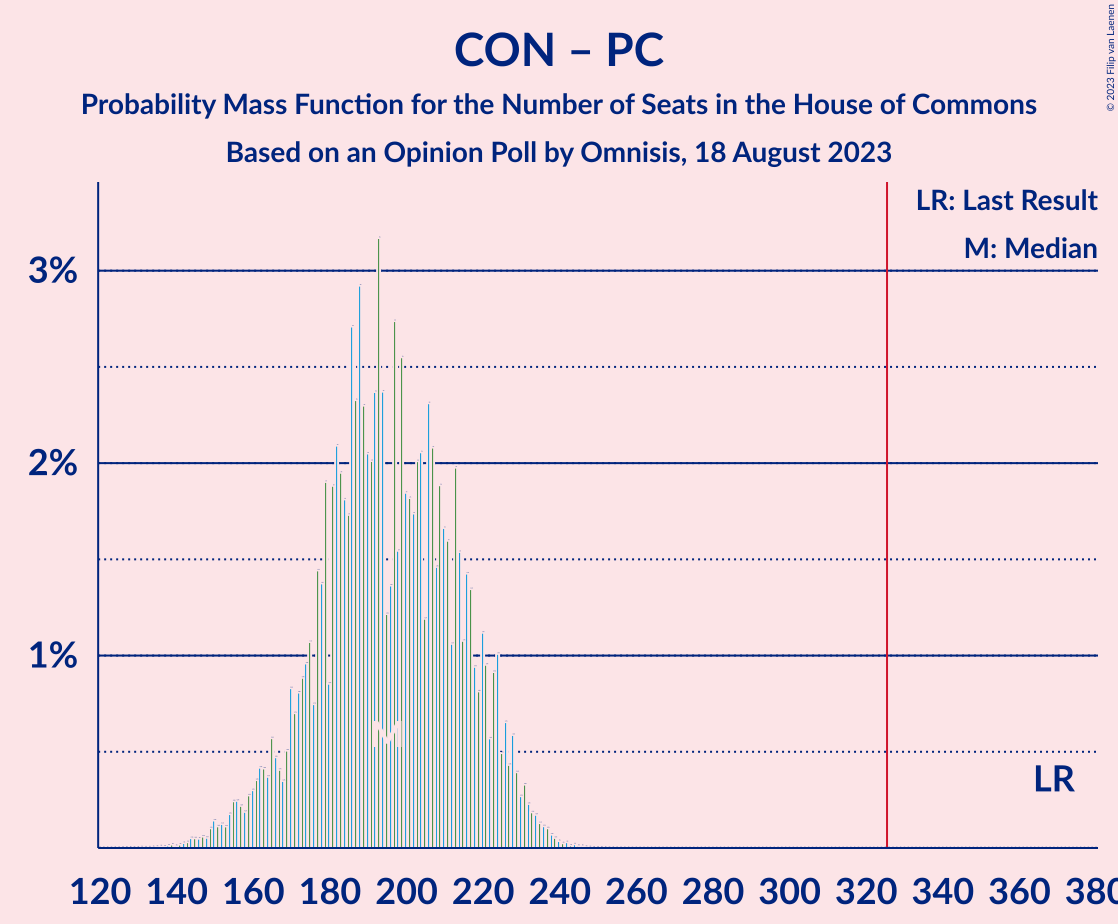 CON – PC
Probability Mass Function for the Number of Seats in the House of Commons
Based on an Opinion Poll by Omnisis, 18 August 2023
© 2023 Filip van Laenen
LR: Last Result
M: Median
3%
2%
1%
M
LR
120 140 160 180 200 220 240 260 280 300 320 340 360 380